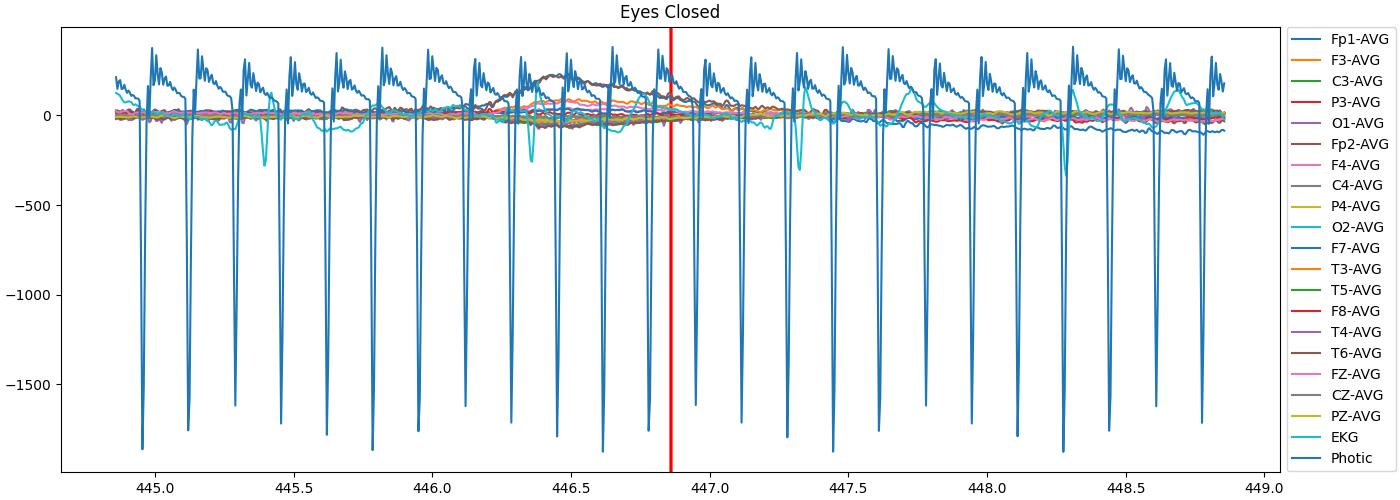 Eyes Closed
0
−500
−1000
−1500
445.0 445.5 446.0 446.5 447.0 447.5 448.0 448.5 449.0
Fp1-AVG
F3-AVG
C3-AVG
P3-AVG
O1-AVG
Fp2-AVG
F4-AVG
C4-AVG
P4-AVG
O2-AVG
F7-AVG
T3-AVG
T5-AVG
F8-AVG
T4-AVG
T6-AVG
FZ-AVG
CZ-AVG
PZ-AVG
EKG
Photic